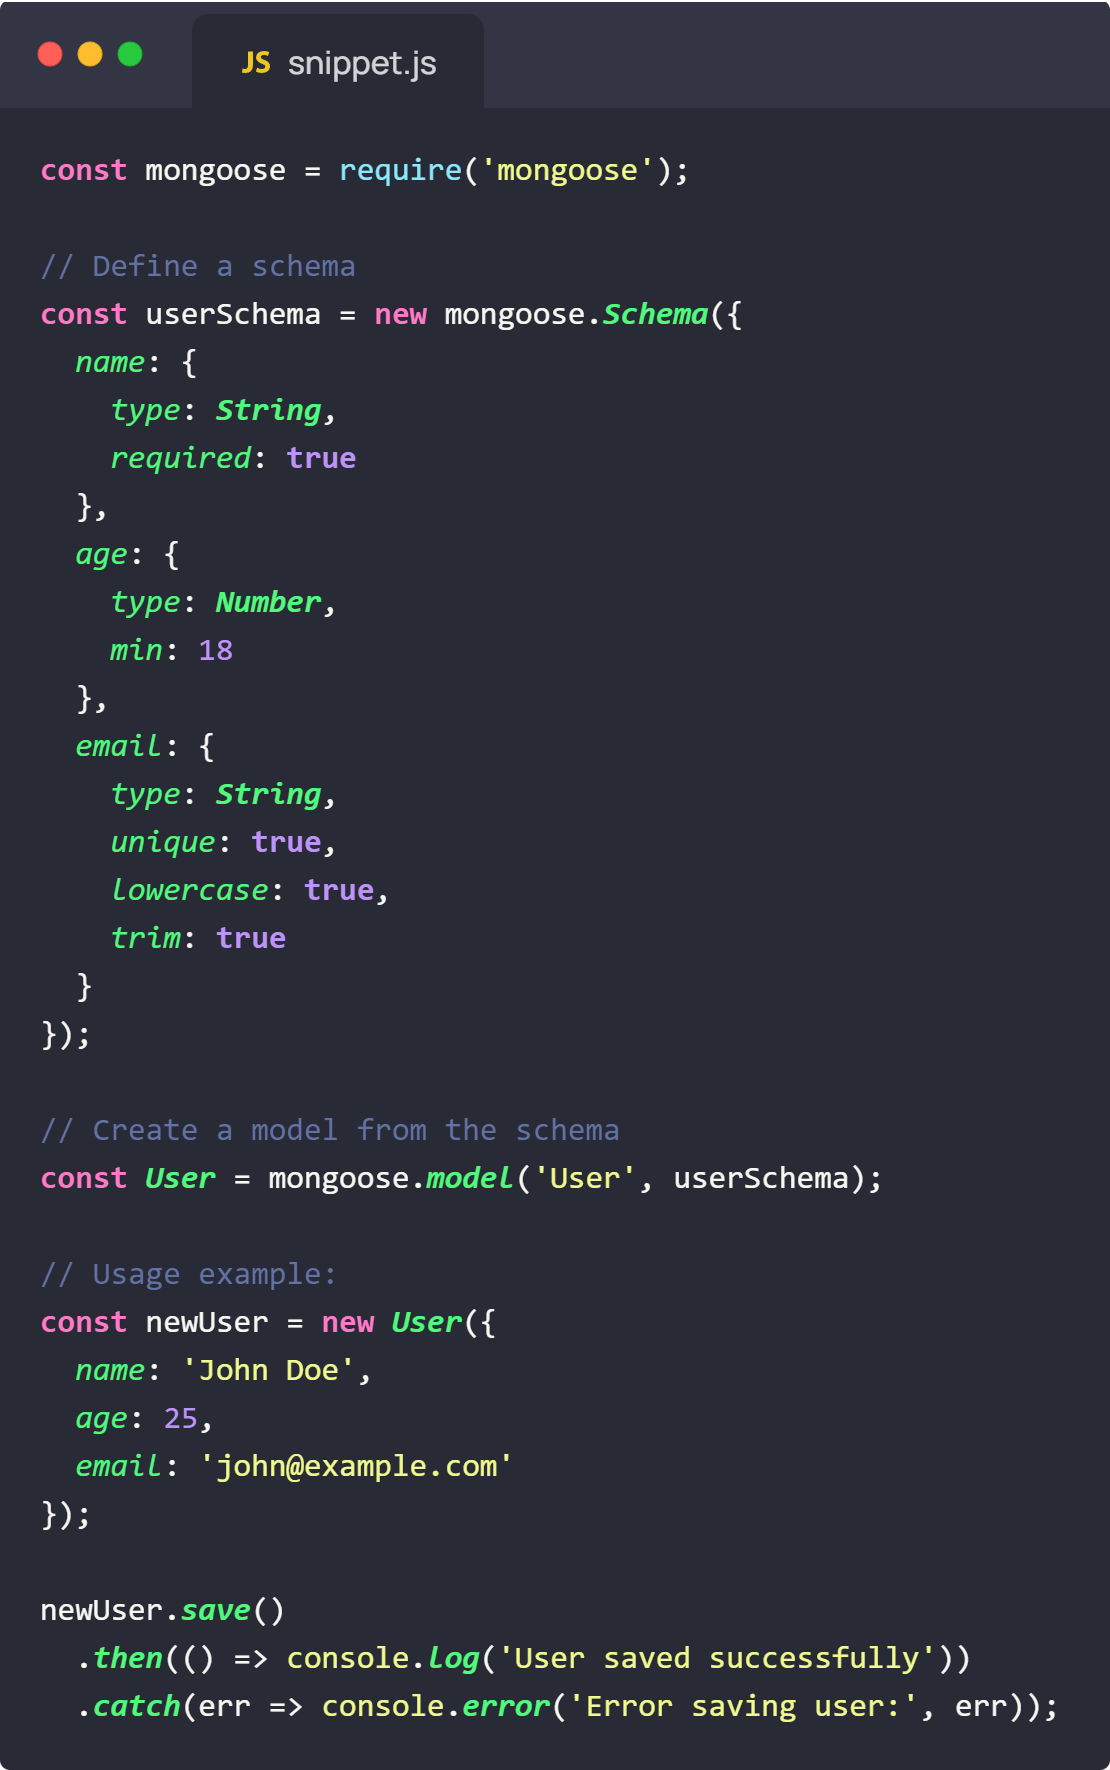 JS snippet.js
const mongoose = require('mongoose');

// Define a schema
const userSchema = new mongoose.Schema({
  name: {
    type: String,
    required: true
  },
  age: {
    type: Number,
    min: 18
  },
  email: {
    type: String,
    unique: true,
    lowercase: true,
    trim: true
  }
});

// Create a model from the schema
const User = mongoose.model('User', userSchema);

// Usage example:
const newUser = new User({
  name: 'John Doe',
  age: 25,
  email: 'john@example.com'
});

newUser.save()
  .then(() => console.log('User saved successfully'))
  .catch(err => console.error('Error saving user:', err));